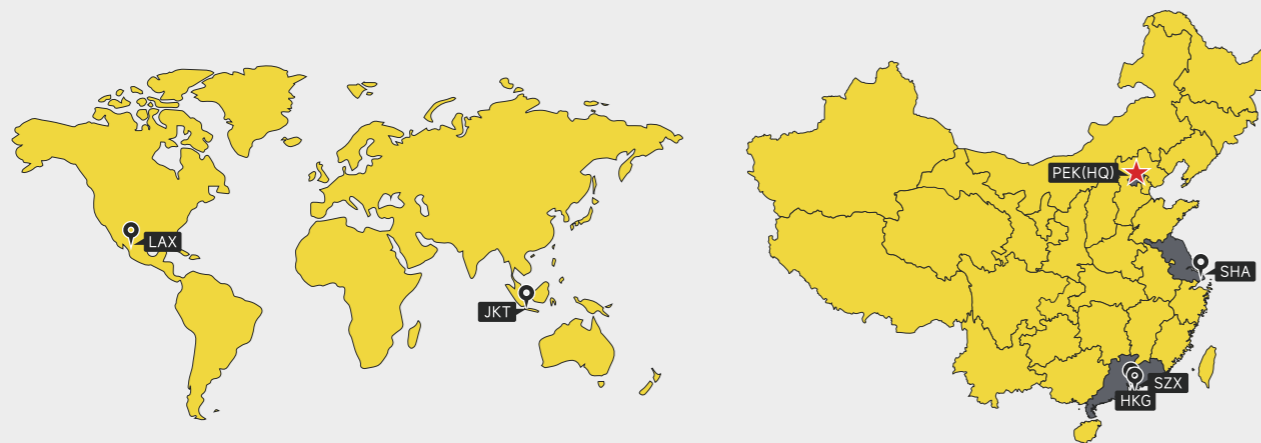 LAX
JKT
PEK(HQ)
SHA
SZX
HKG